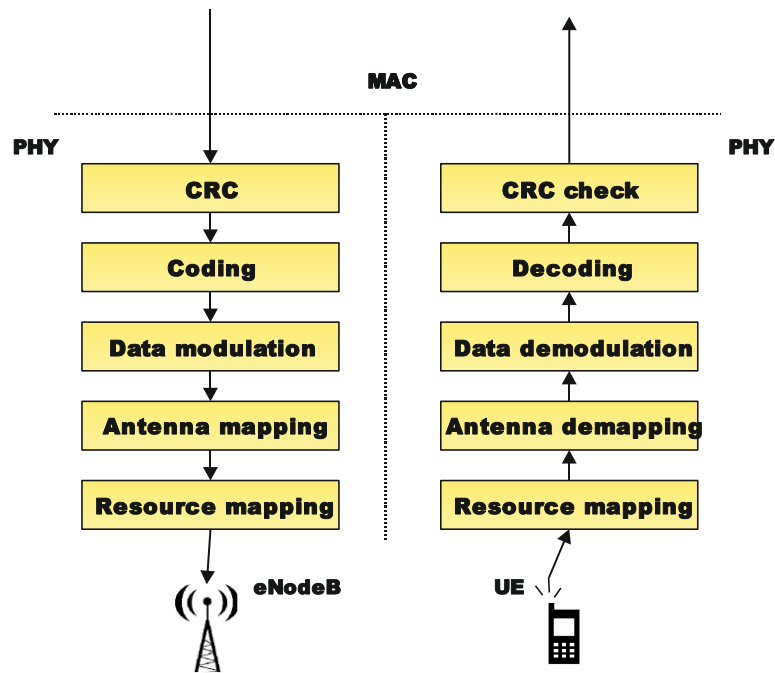 MAC
PHY
PHY
CRC
CRC check
Coding
Decoding
Data modulation
Data demodulation
Antenna mapping
Antenna demapping
Resource mapping
Resource mapping
eNodeB
UE